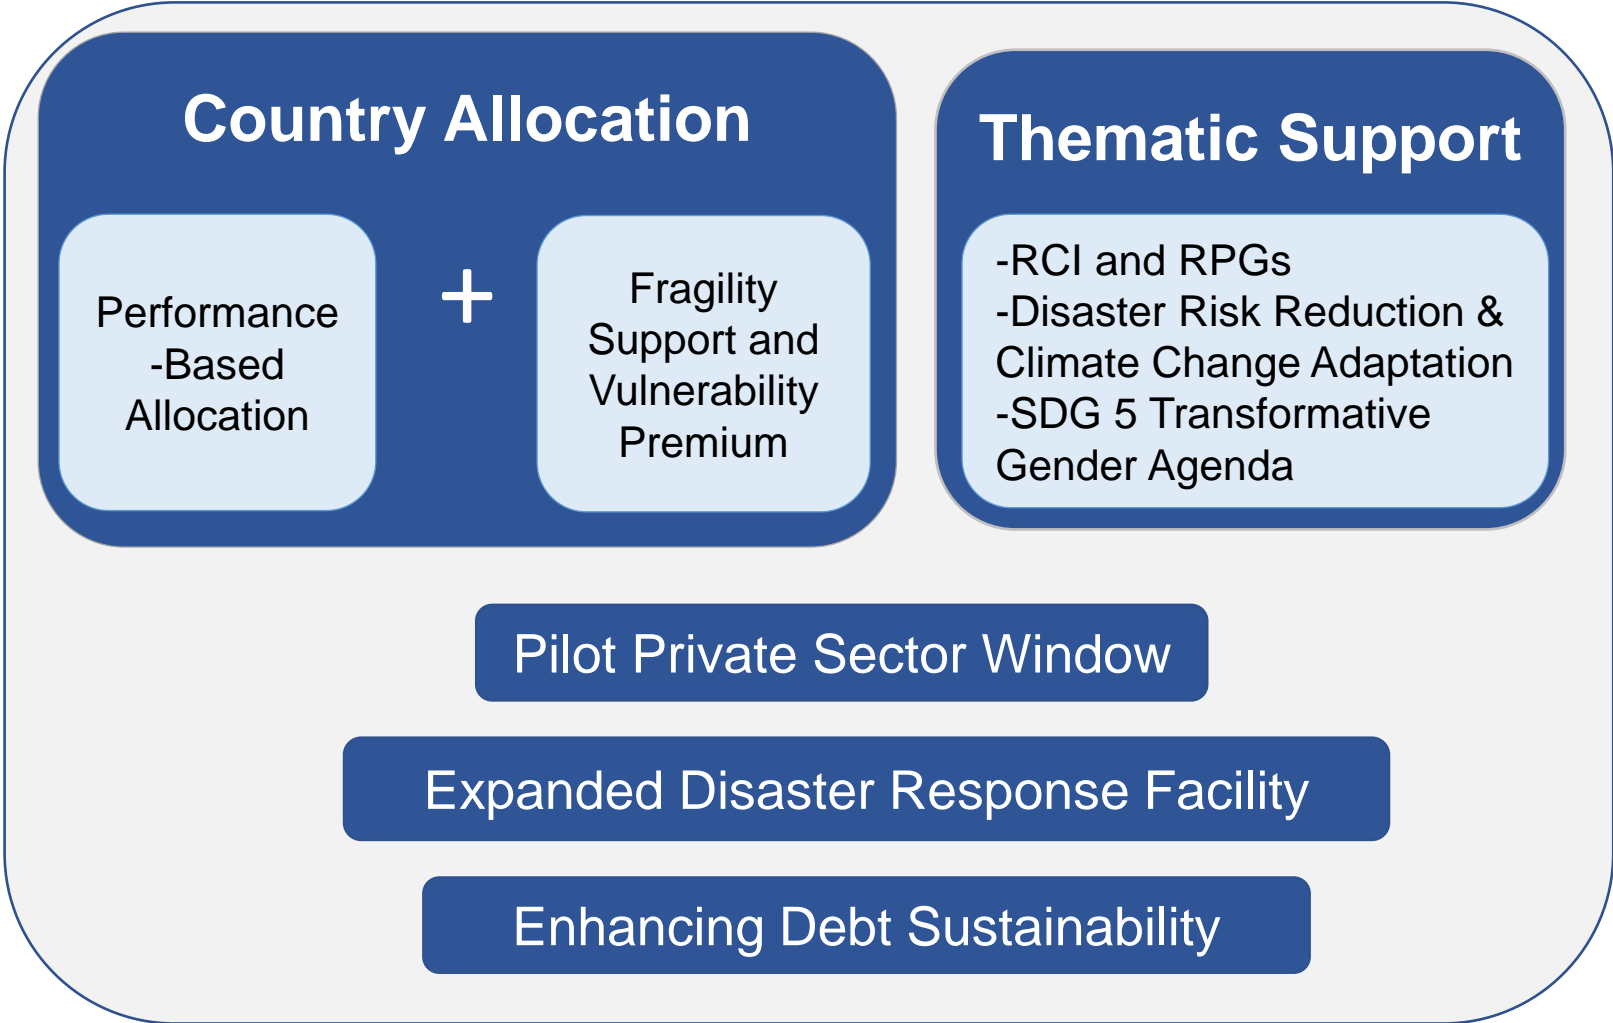 Country Allocation
Performance
-Based
Allocation
+
Fragility
Support and
Vulnerability
Premium
Thematic Support
-RCI and RPGs
-Disaster Risk Reduction &
Climate Change Adaptation
-SDG 5 Transformative
Gender Agenda
Pilot Private Sector Window
Expanded Disaster Response Facility
Enhancing Debt Sustainability